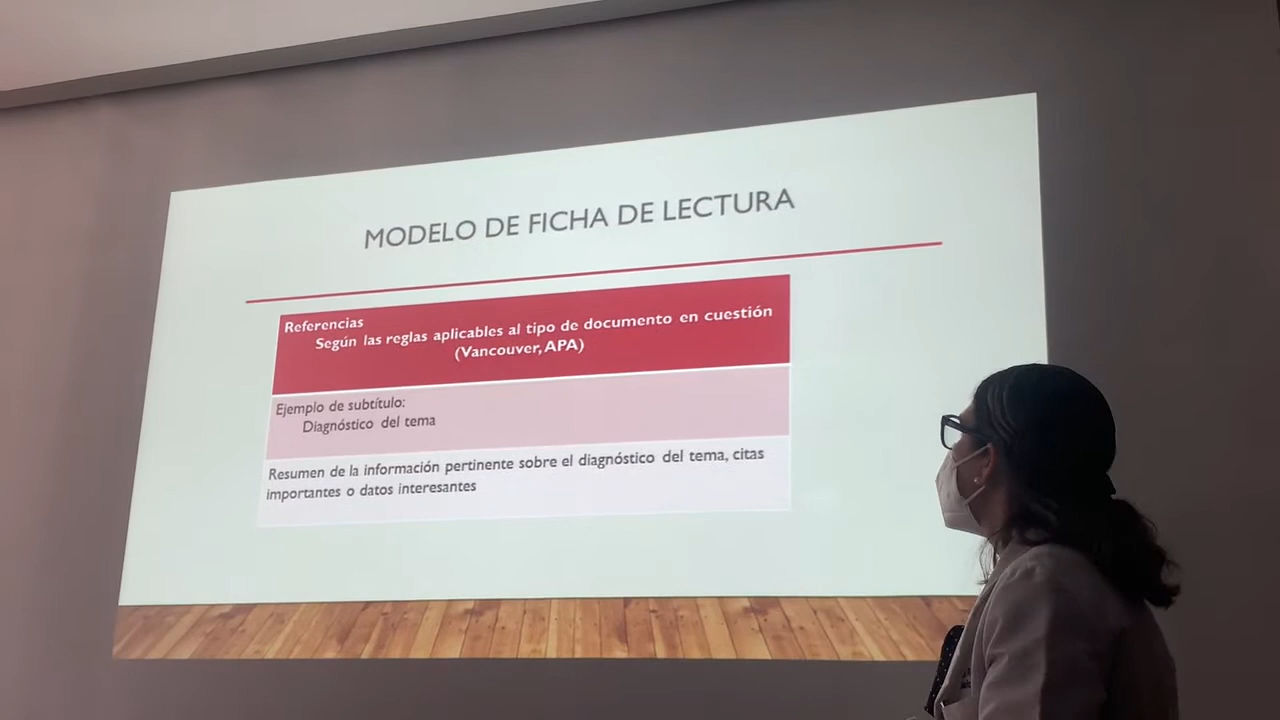 MODELO DE FICHA DE LECTURA
Referencias
Según las reglas aplicables al tipo de documento en cuestión
(Vancouver, APA)
Ejemplo de subtítulo:
Diagnóstico del tema
Resumen de la información pertinente sobre el diagnóstico del tema, citas
importantes o datos interesantes